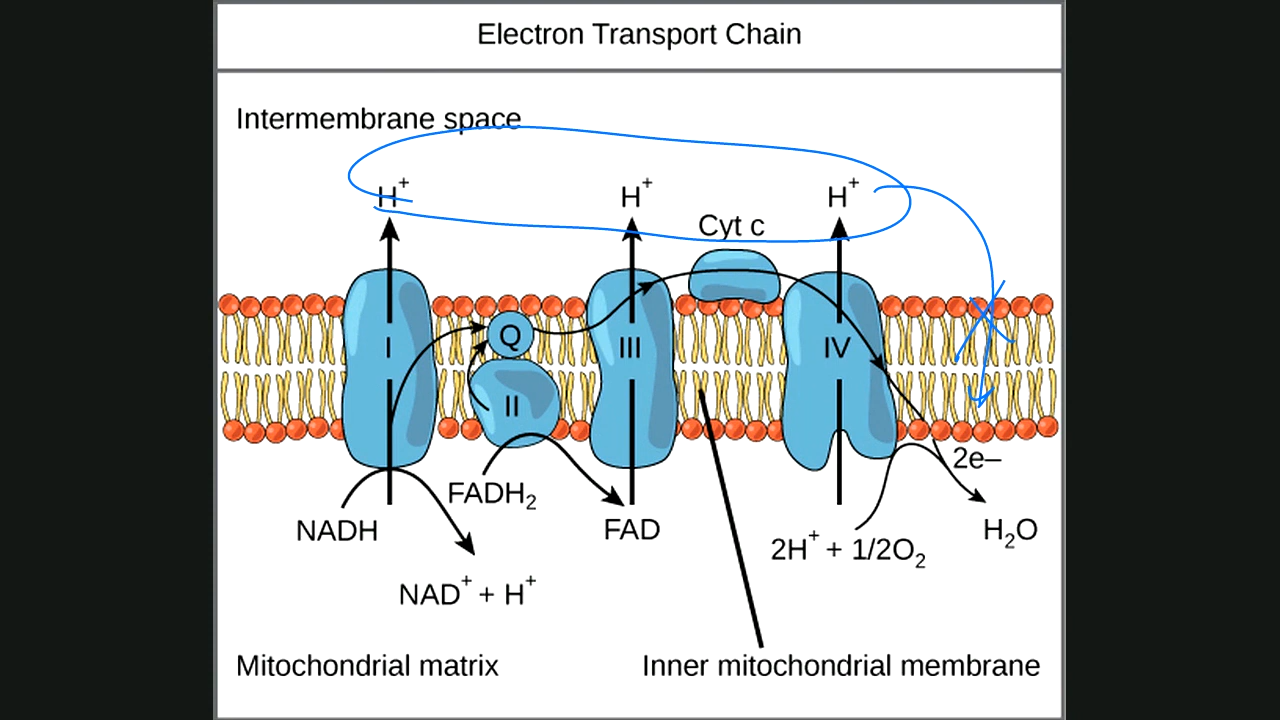 Electron Transport Chain
Intermembrane space
H⁺ H⁺ H⁺
Cyt c
I Q III IV
II
2e–
FADH₂
NADH FAD H₂O
2H⁺ + 1/2O₂
NAD⁺ + H⁺
Mitochondrial matrix Inner mitochondrial membrane